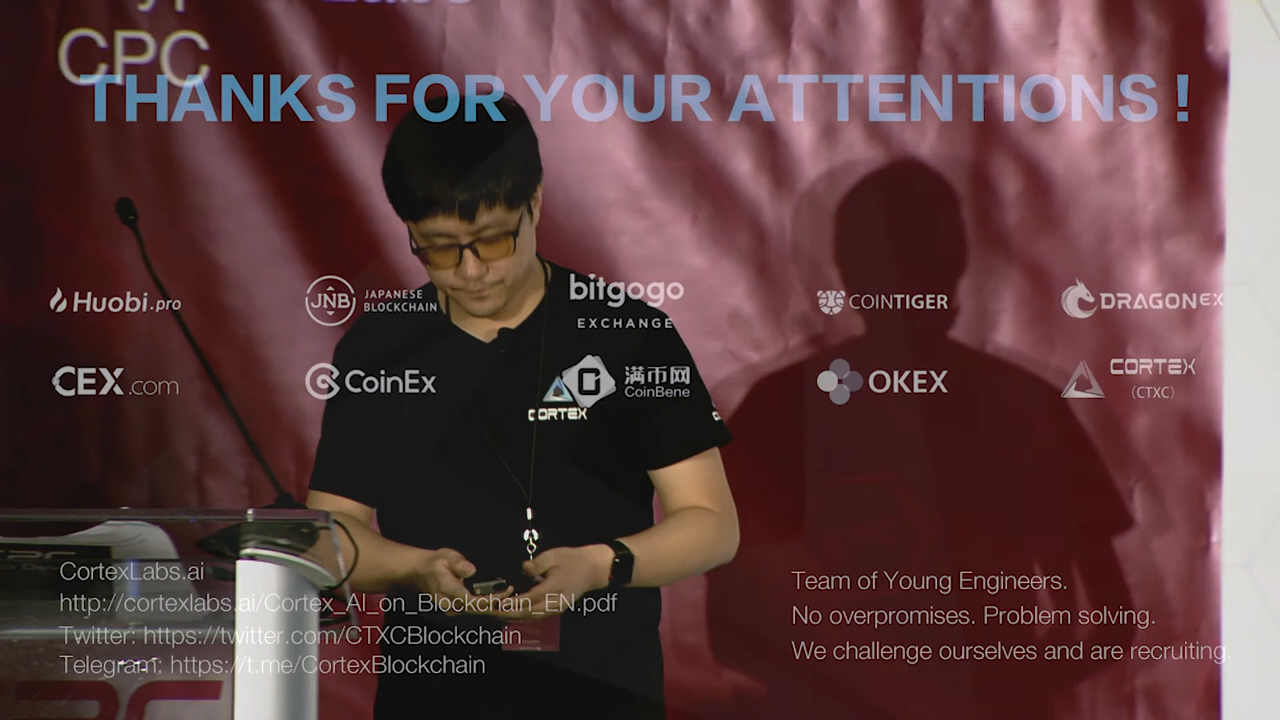 CPC
THANKS FOR YOUR ATTENTIONS !
Huobi.pro
JNB JAPANESE BLOCKCHAIN
bitgogo
EXCHANGE
COINTIGER
DRAGONEX
CEX.com
CoinEx
满币网
CoinBene
OKEX
CORTEX
(CTXC)
CORTEX
CortexLabs.ai
http://cortexlabs.ai/Cortex_AI_on_Blockchain_EN.pdf
Twitter: https://twitter.com/CTXCBlockchain
Telegram: https://t.me/CortexBlockchain
Team of Young Engineers.
No overpromises. Problem solving.
We challenge ourselves and are recruiting.